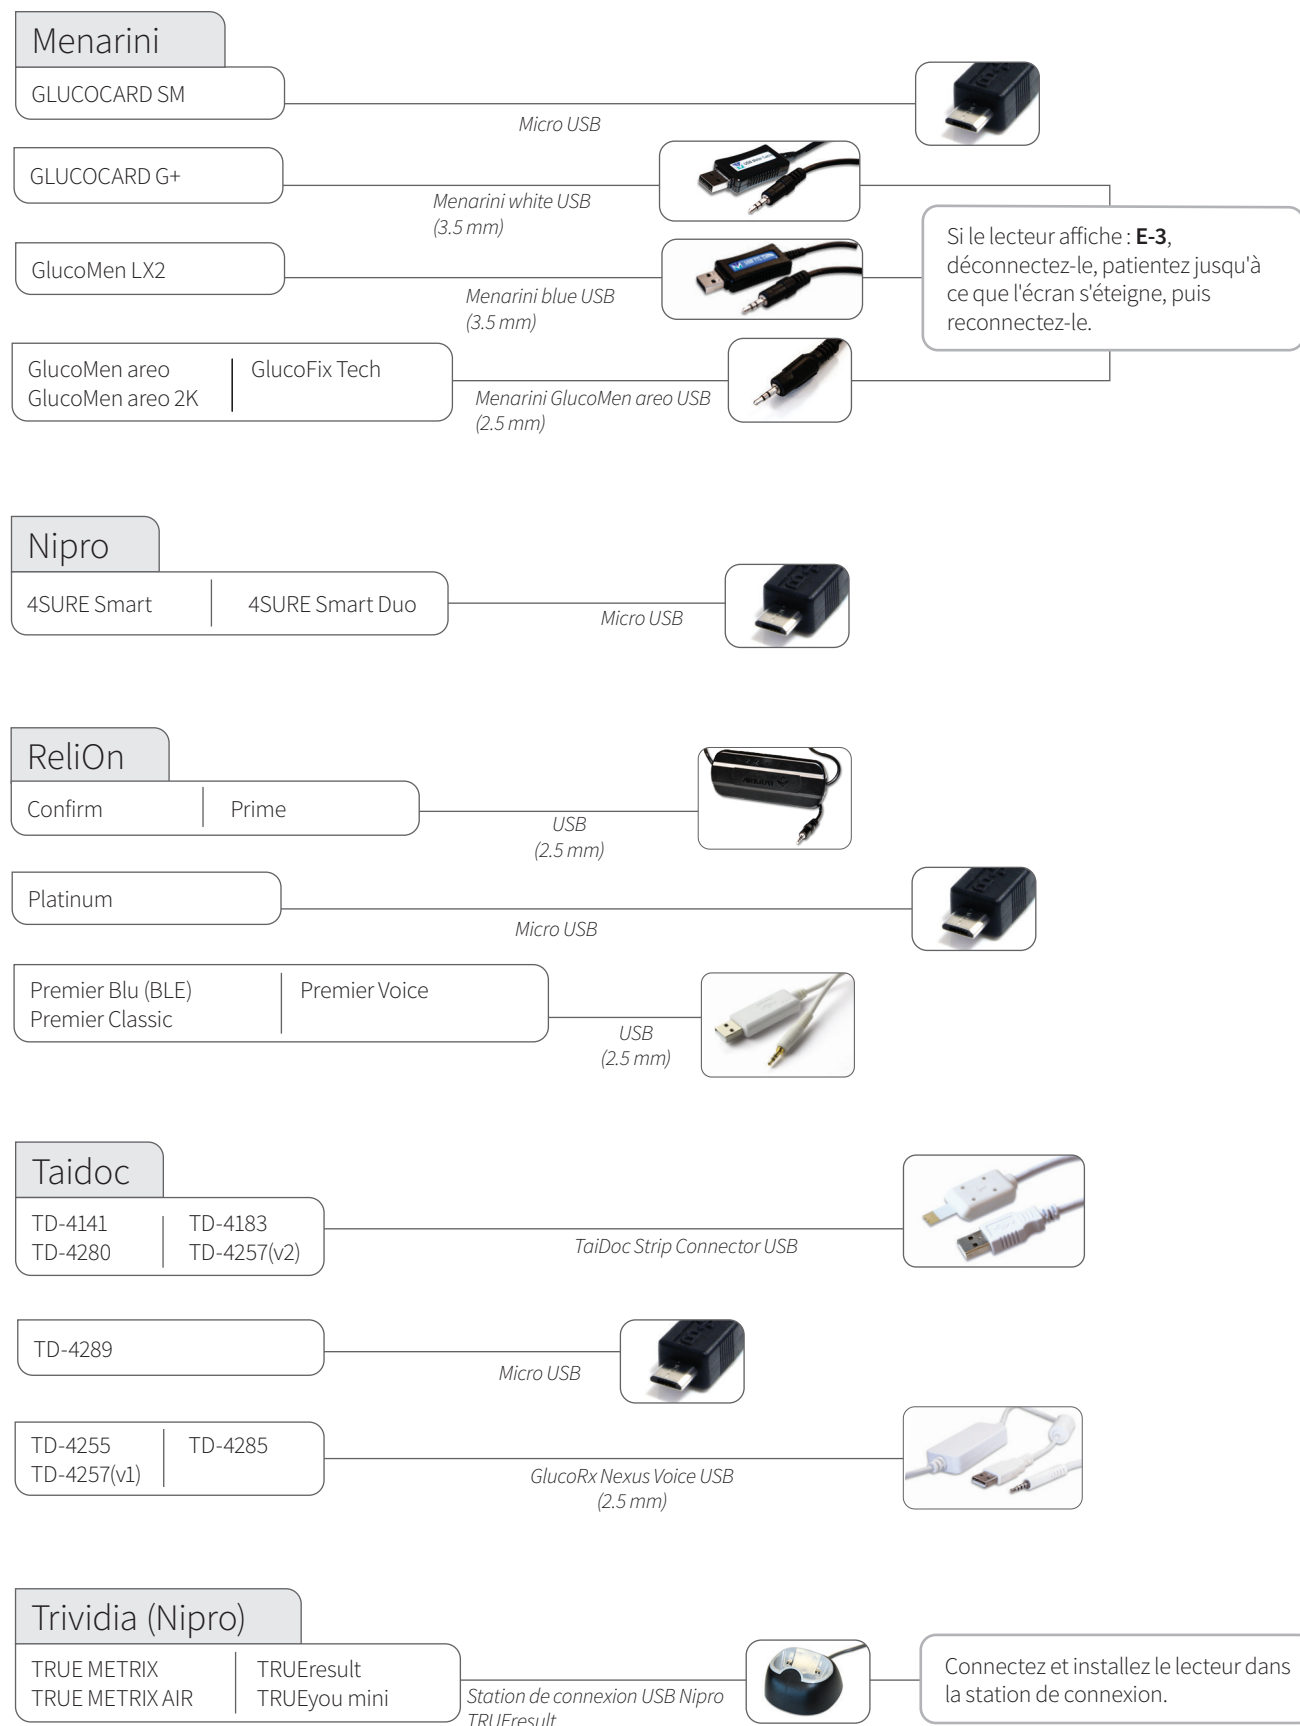 Menarini
GLUCOCARD SM
Micro USB
GLUCOCARD G+
Menarini white USB
(3.5 mm)
GlucoMen LX2
Menarini blue USB
(3.5 mm)
Si le lecteur affiche : E-3,
déconnectez-le, patientez jusqu'à
ce que l'écran s'éteigne, puis
reconnectez-le.
GlucoMen areo
GlucoMen areo 2K
GlucoFix Tech
Menarini GlucoMen areo USB
(2.5 mm)
Nipro
4SURE Smart
4SURE Smart Duo
Micro USB
ReliOn
Confirm
Prime
USB
(2.5 mm)
Platinum
Micro USB
Premier Blu (BLE)
Premier Classic
Premier Voice
USB
(2.5 mm)
Taidoc
TD-4141
TD-4280
TD-4183
TD-4257(v2)
TaiDoc Strip Connector USB
TD-4289
Micro USB
TD-4255
TD-4257(v1)
TD-4285
GlucoRx Nexus Voice USB
(2.5 mm)
Trividia (Nipro)
TRUE METRIX
TRUE METRIX AIR
TRUEresult
TRUEyou mini
Station de connexion USB Nipro
TRUEresult
Connectez et installez le lecteur dans
la station de connexion.